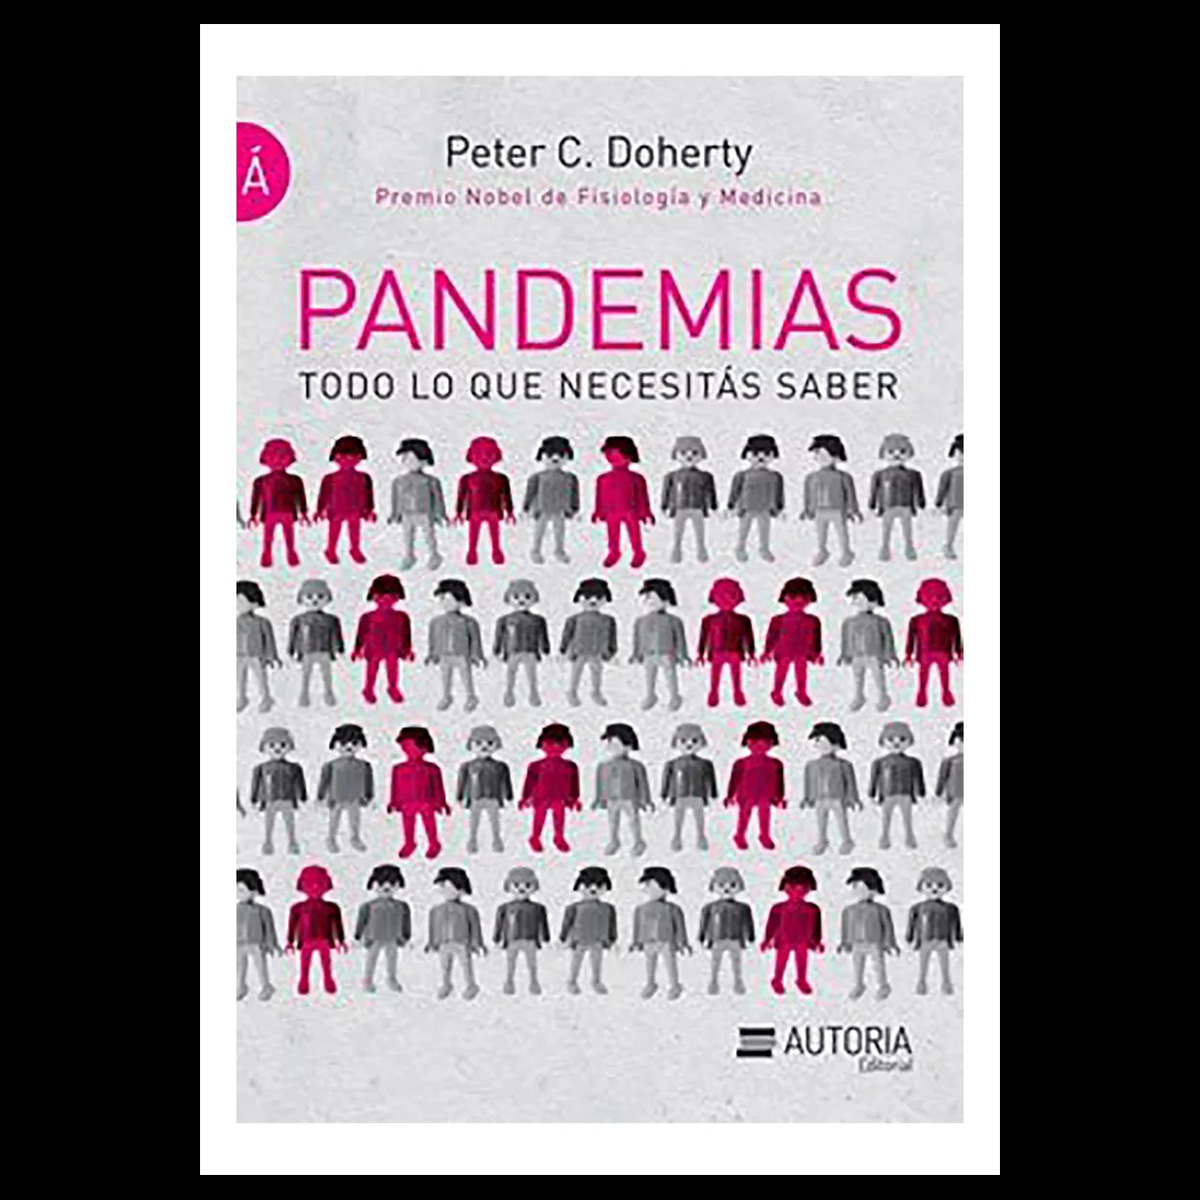 Á
Peter C. Doherty
Premio Nobel de Fisiología y Medicina
PANDEMIAS
TODO LO QUE NECESITÁS SABER
AUTORIA
Editorial